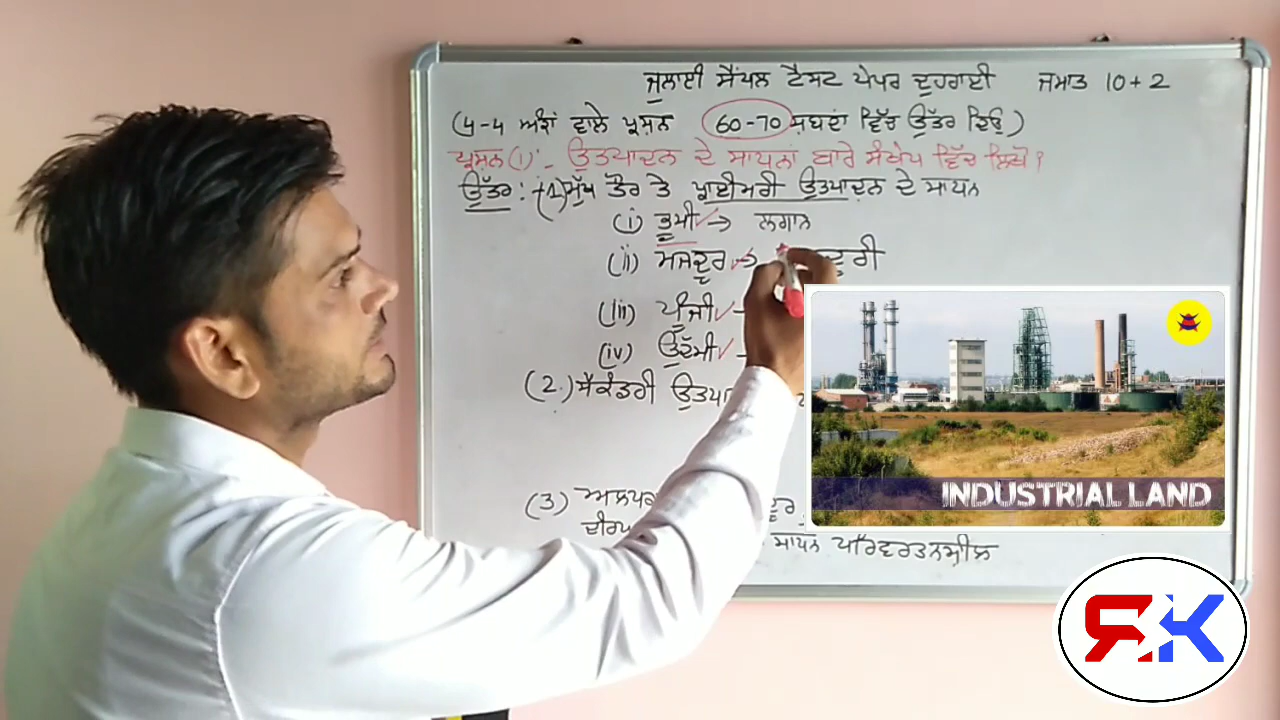 ਜੁਲਾਈ ਸੈਂਪਲ ਟੈਸਟ ਪੇਪਰ ਦੁਹਰਾਈ ਜਮਾਤ 10+2
(4-4 ਅੰਕਾਂ ਵਾਲੇ ਪ੍ਰਸ਼ਨ 60-70 ਸ਼ਬਦਾਂ ਵਿੱਚ ਉੱਤਰ ਦਿਓ)
ਪ੍ਰਸ਼ਨ(1):- ਉਤਪਾਦਨ ਦੇ ਸਾਧਨਾਂ ਬਾਰੇ ਸੰਖੇਪ ਵਿੱਚ ਲਿਖੋ?
ਉੱਤਰ:-(1) ਮੁੱਖ ਤੌਰ ਤੇ ਪ੍ਰਾਈਮਰੀ ਉਤਪਾਦਨ ਦੇ ਸਾਧਨ
(i) ਭੂਮੀ ✓ → ਲਗਾਨ
(ii) ਮਜਦੂਰ ✓ → ਦੂਰੀ
(iii) ਪੂੰਜੀ ✓ -
(iv) ਉੱਦਮੀ ✓ -
(2.) ਸੈਕੰਡਰੀ
(3)
ਸਾਧਨ ਪਰਿਵਰਤਨਸ਼ੀਲ
INDUSTRIAL LAND
RK